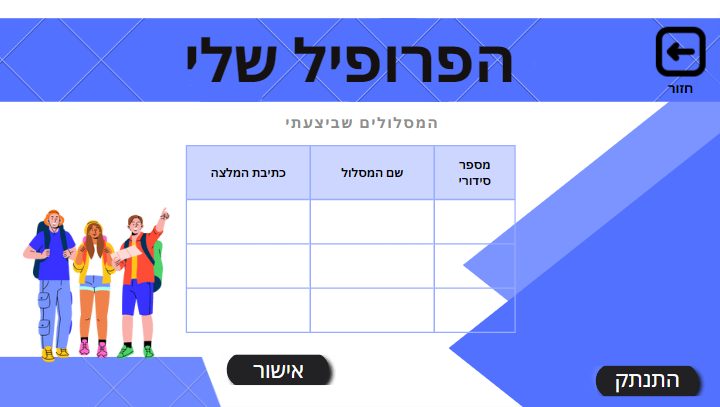 הפרופיל שלי
חזור
המסלולים שביצעתי
מספר
סידורי
שם המסלול
כתיבת המלצה
אישור
התנתק